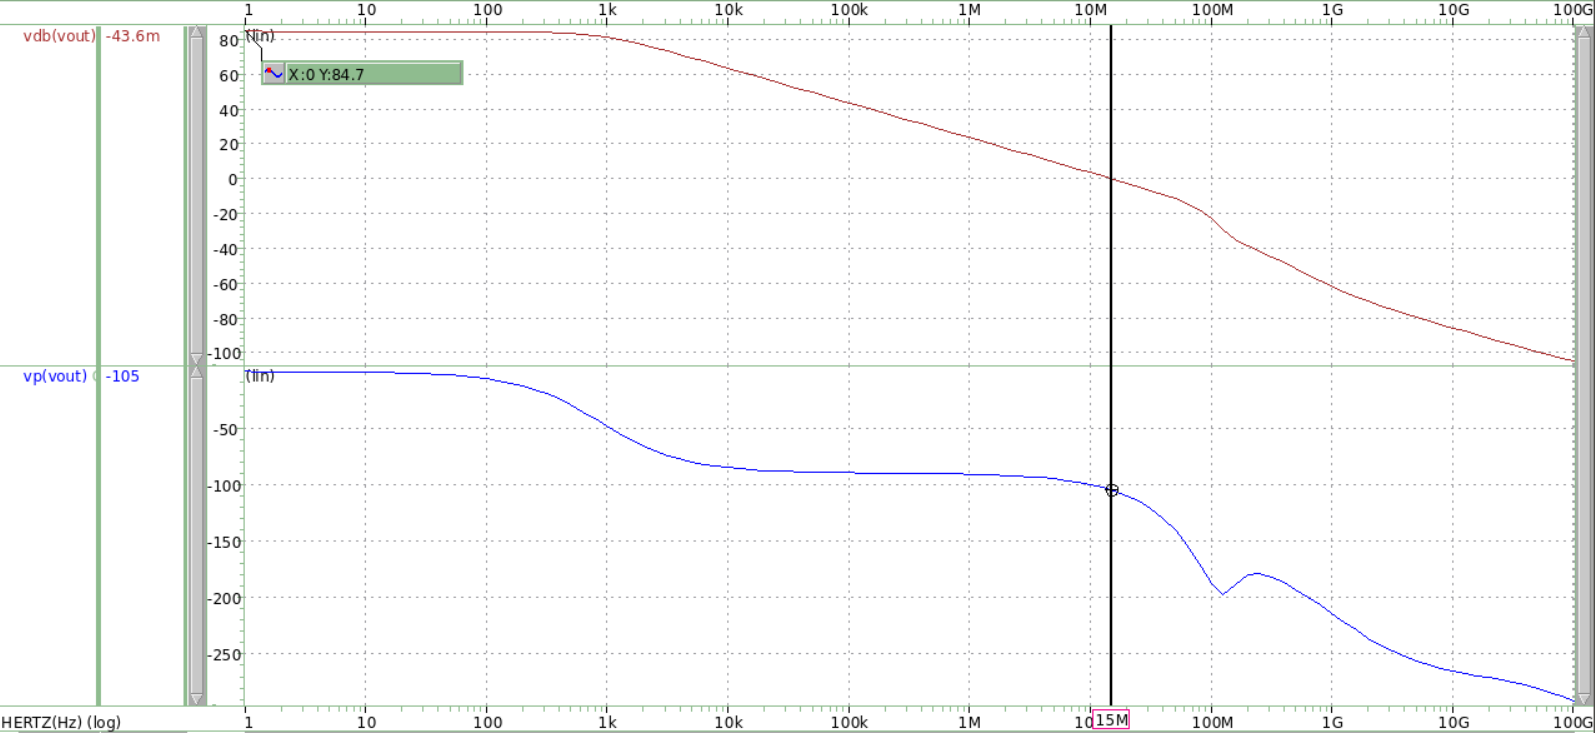 1 10 100 1k 10k 100k 1M 10M 100M 1G 10G 100G
vdb(vout) -43.6m
(lin)
X:0 Y:84.7
80
60
40
20
0
-20
-40
-60
-80
-100
vp(vout) -105
(lin)
-50
-100
-150
-200
-250
HERTZ(Hz) (log) 1 10 100 1k 10k 100k 1M 10 15M 100M 1G 10G 100G